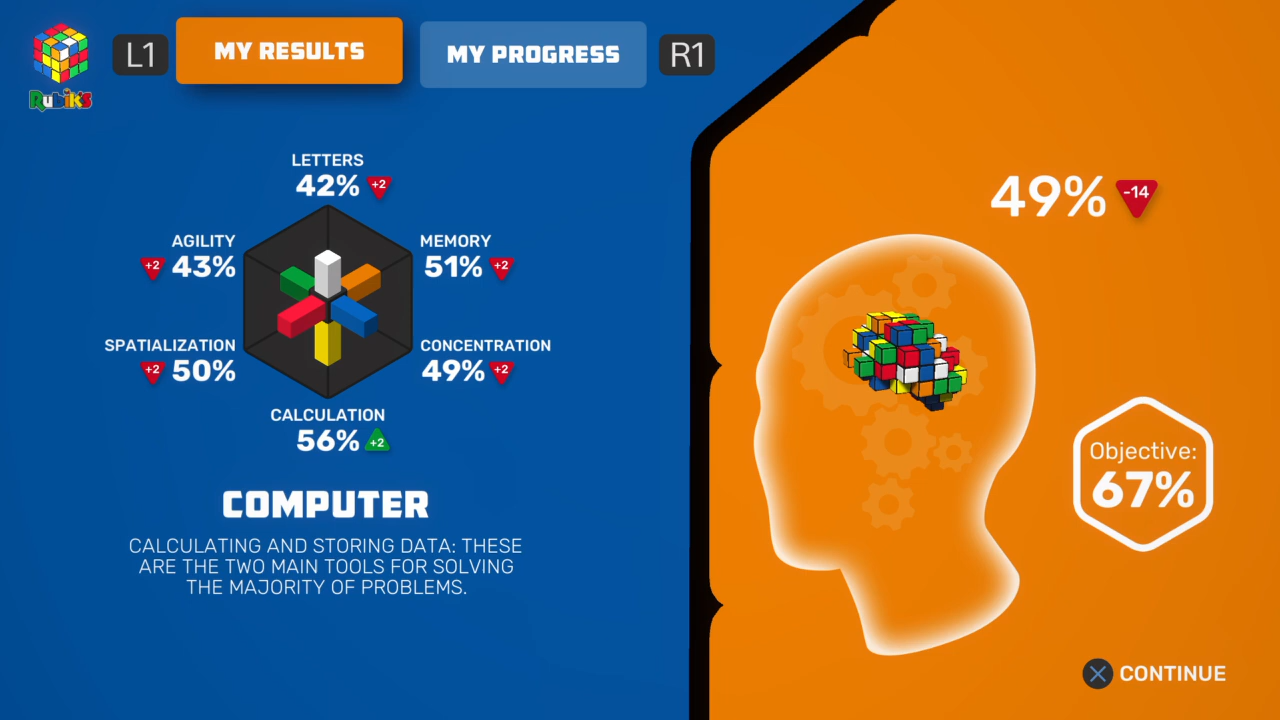 Rubik's
L1
MY RESULTS
MY PROGRESS
R1
LETTERS
42% +2
AGILITY
+2 43%
MEMORY
51% +2
SPATIALIZATION
+2 50%
CONCENTRATION
49% +2
CALCULATION
56% +2
COMPUTER
CALCULATING AND STORING DATA: THESE
ARE THE TWO MAIN TOOLS FOR SOLVING
THE MAJORITY OF PROBLEMS.
49% -14
Objective:
67%
CONTINUE